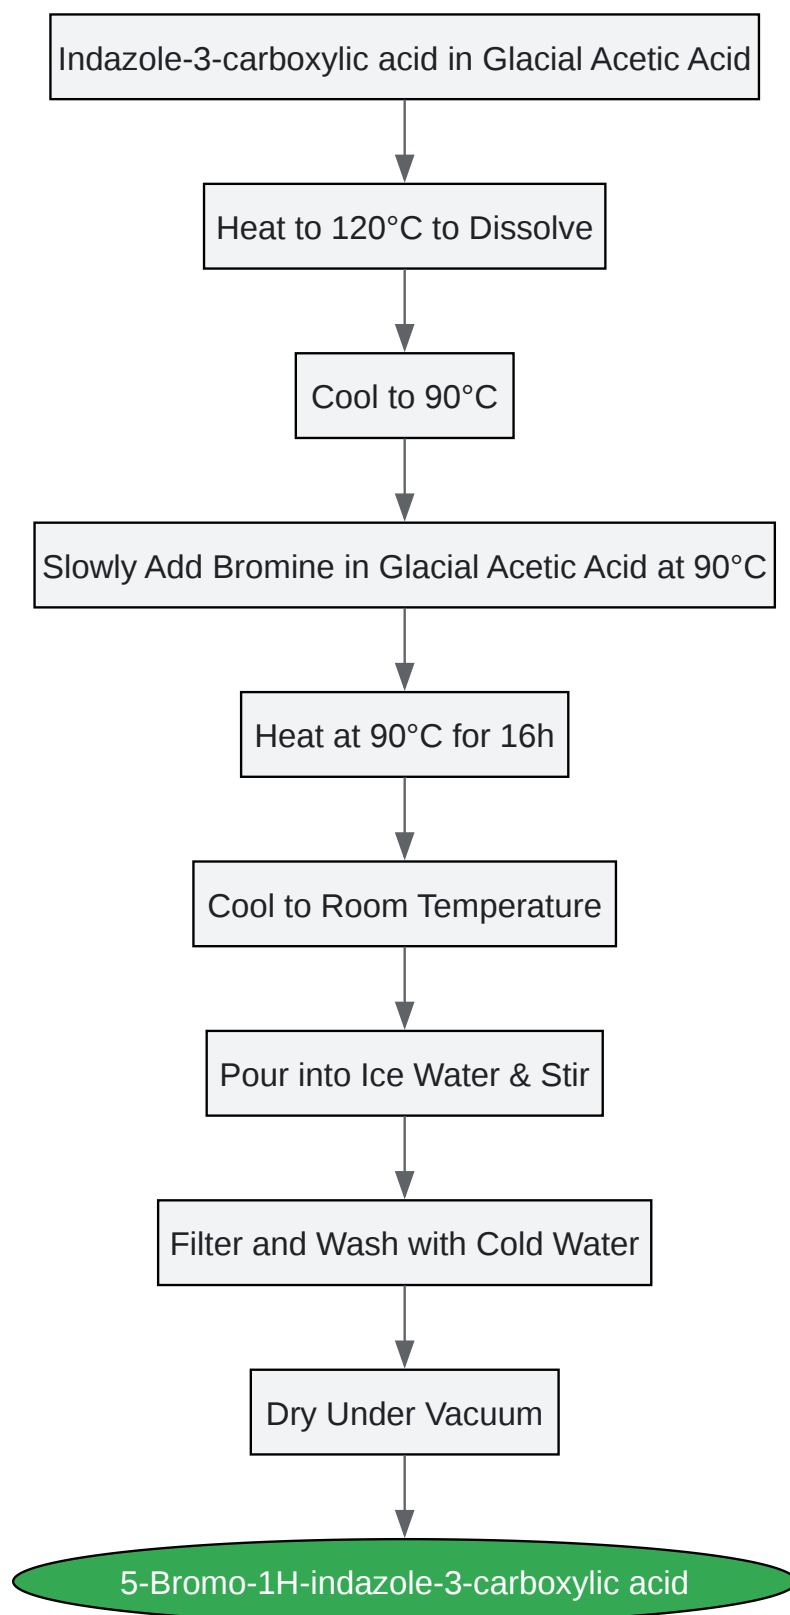 Indazole-3-carboxylic acid in Glacial Acetic Acid
Heat to 120°C to Dissolve
Cool to 90°C
Slowly Add Bromine in Glacial Acetic Acid at 90°C
Heat at 90°C for 16h
Cool to Room Temperature
Pour into Ice Water & Stir
Filter and Wash with Cold Water
Dry Under Vacuum
5-Bromo-1H-indazole-3-carboxylic acid